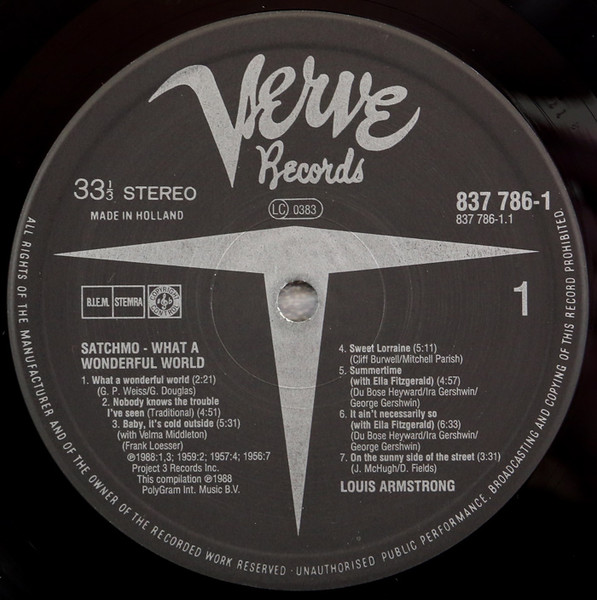 Verve
Records
33⅓ STEREO
MADE IN HOLLAND
LC 0383
837 786-1
837 786-1.1
B.I.E.M. STEMRA
1
SATCHMO - WHAT A
WONDERFUL WORLD
1. What a wonderful world (2:21)
(G. P. Weiss/G. Douglas)
2. Nobody knows the trouble
I've seen (Traditional) (4:51)
3. Baby, it's cold outside (5:31)
(with Velma Middleton)
(Frank Loesser)
℗1988:1,3; 1959:2; 1957:4; 1956:7
Project 3 Records Inc.
This compilation ℗1988
PolyGram Int. Music B.V.
4. Sweet Lorraine (5:11)
(Cliff Burwell/Mitchell Parish)
5. Summertime
(with Ella Fitzgerald) (4:57)
(Du Bose Heyward/Ira Gershwin/
George Gershwin)
6. It ain't necessarily so
(with Ella Fitzgerald) (6:33)
(Du Bose Heyward/Ira Gershwin/
George Gershwin)
7. On the sunny side of the street (3:31)
(J. McHugh/D. Fields)
LOUIS ARMSTRONG
ALL RIGHTS OF THE MANUFACTURER AND OF THE OWNER OF THE RECORDED WORK RESERVED · UNAUTHORISED PUBLIC PERFORMANCE, BROADCASTING AND COPYING OF THIS RECORD PROHIBITED.